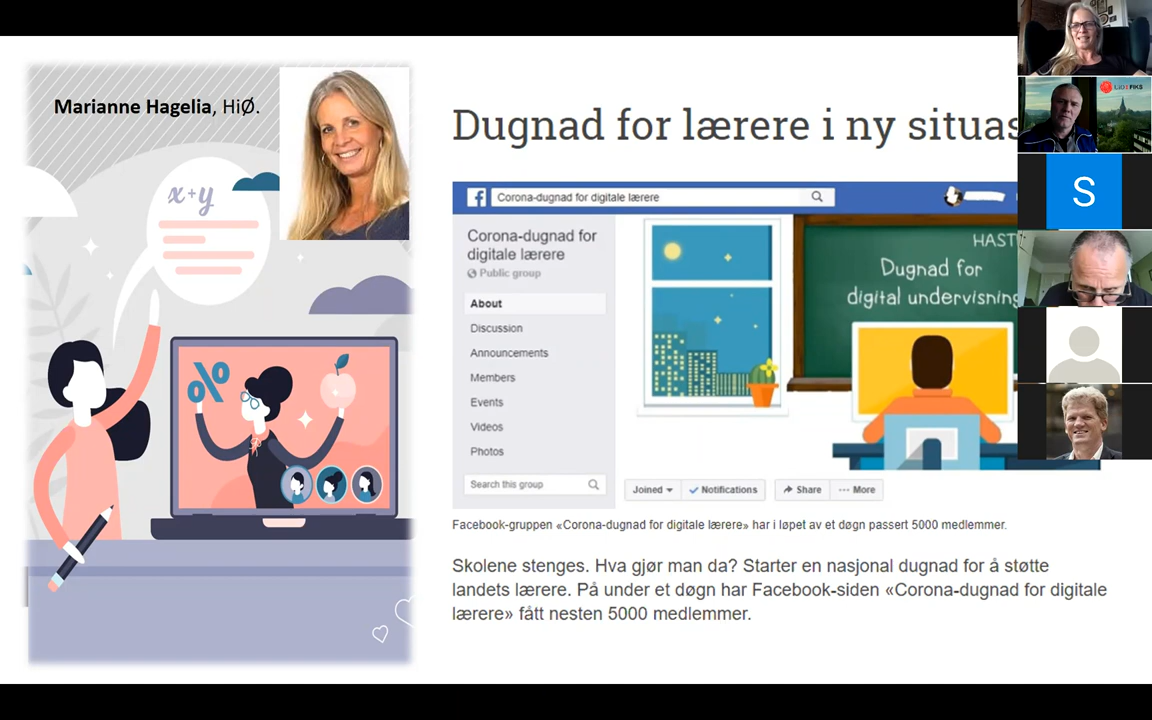 Marianne Hagelia, HiØ.
x+y
%
Dugnad for lærere i ny situas
Corona-dugnad for digitale lærere
Corona-dugnad for
digitale lærere
Public group
About
Discussion
Announcements
Members
Events
Videos
Photos
Search this group
HAST
Dugnad for
digital undervisning
Joined
Notifications
Share
More
Facebook-gruppen «Corona-dugnad for digitale lærere» har i løpet av et døgn passert 5000 medlemmer.
Skolene stenges. Hva gjør man da? Starter en nasjonal dugnad for å støtte
landets lærere. På under et døgn har Facebook-siden «Corona-dugnad for digitale
lærere» fått nesten 5000 medlemmer.
S